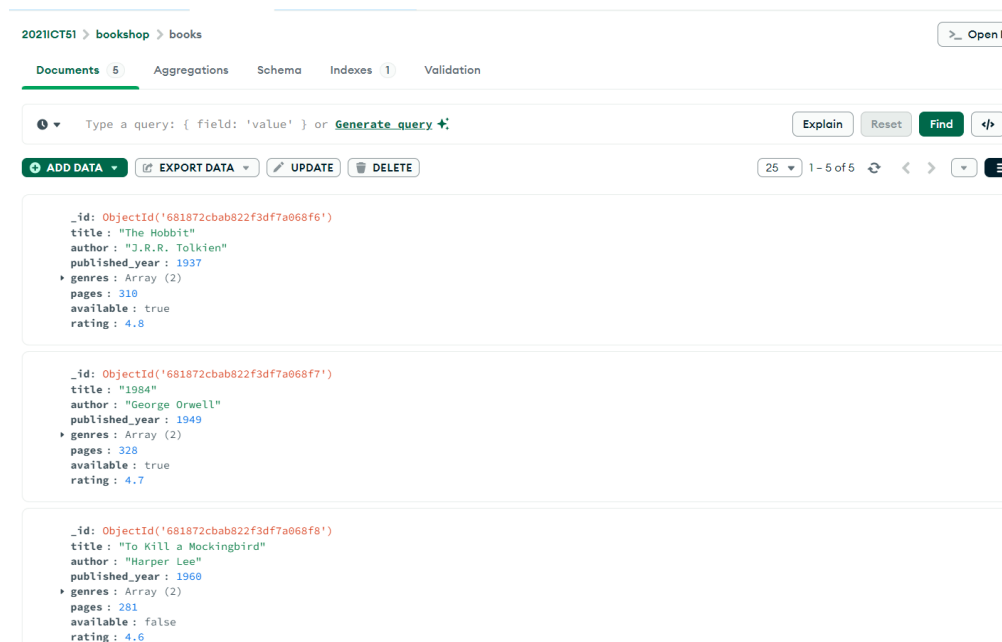 2021ICT51 > bookshop > books
>_ Open
Documents 5 Aggregations Schema Indexes 1 Validation
Type a query: { field: 'value' } or Generate query
Explain Reset Find </>
ADD DATA EXPORT DATA UPDATE DELETE
25 1 – 5 of 5
_id: ObjectId('681872cbab822f3df7a068f6')
title : "The Hobbit"
author : "J.R.R. Tolkien"
published_year : 1937
genres : Array (2)
pages : 310
available : true
rating : 4.8
_id: ObjectId('681872cbab822f3df7a068f7')
title : "1984"
author : "George Orwell"
published_year : 1949
genres : Array (2)
pages : 328
available : true
rating : 4.7
_id: ObjectId('681872cbab822f3df7a068f8')
title : "To Kill a Mockingbird"
author : "Harper Lee"
published_year : 1960
genres : Array (2)
pages : 281
available : false
rating : 4.6